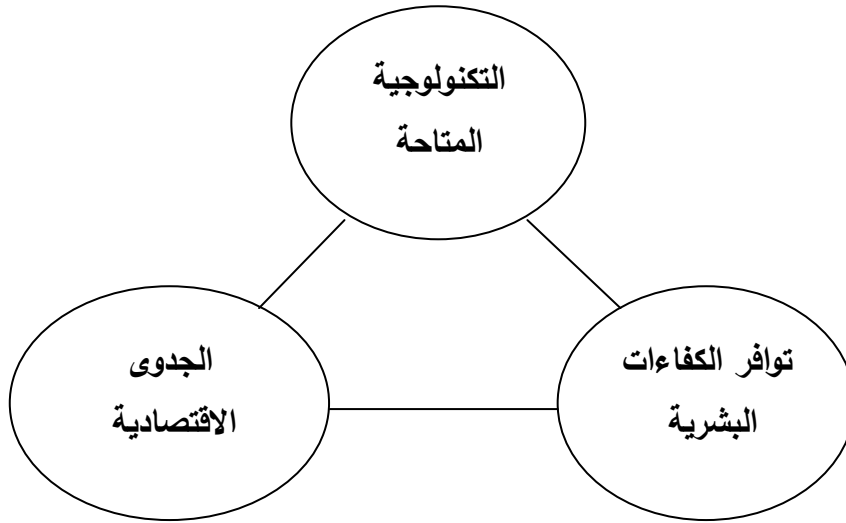 التكنولوجية
المتاحة
توافر الكفاءات
البشرية
الجدوى
الاقتصادية